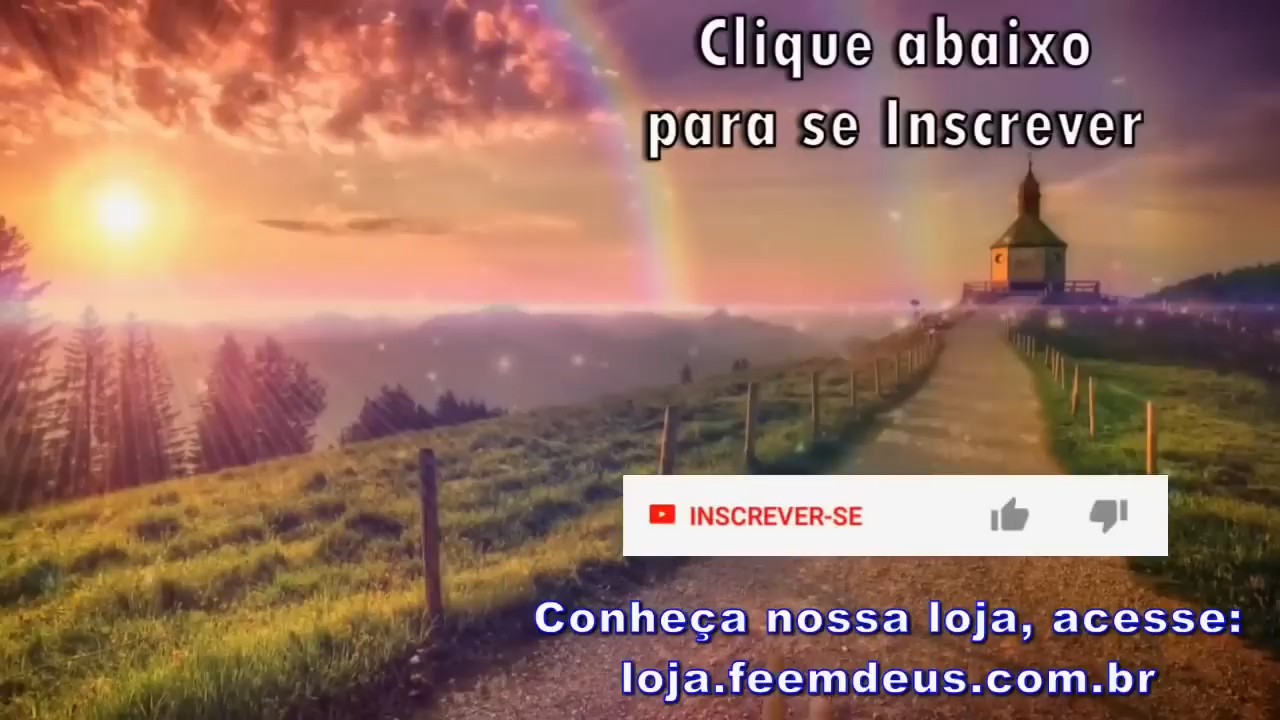 Clique abaixo
para se Inscrever
INSCREVER-SE
Conheça nossa loja, acesse:
loja.feemdeus.com.br